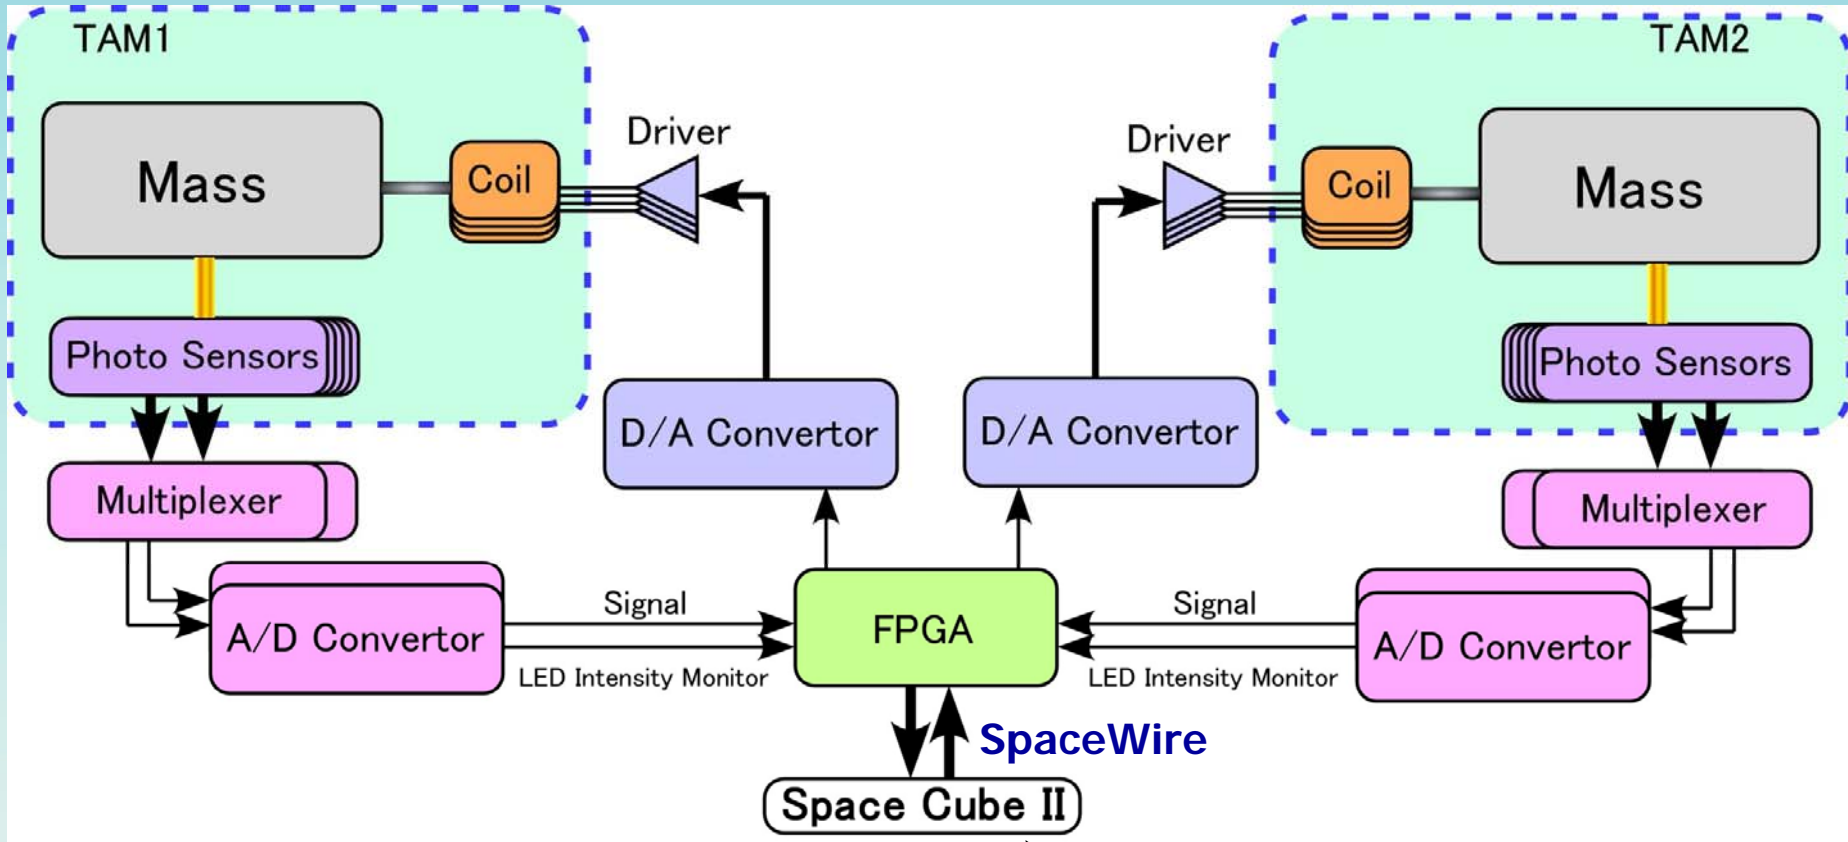 TAM1
TAM2
Driver
Driver
Mass
Coil
Coil
Mass
Photo Sensors
Photo Sensors
D/A Convertor
D/A Convertor
Multiplexer
Multiplexer
Signal
Signal
A/D Convertor
FPGA
A/D Convertor
LED Intensity Monitor
LED Intensity Monitor
SpaceWire
Space Cube II